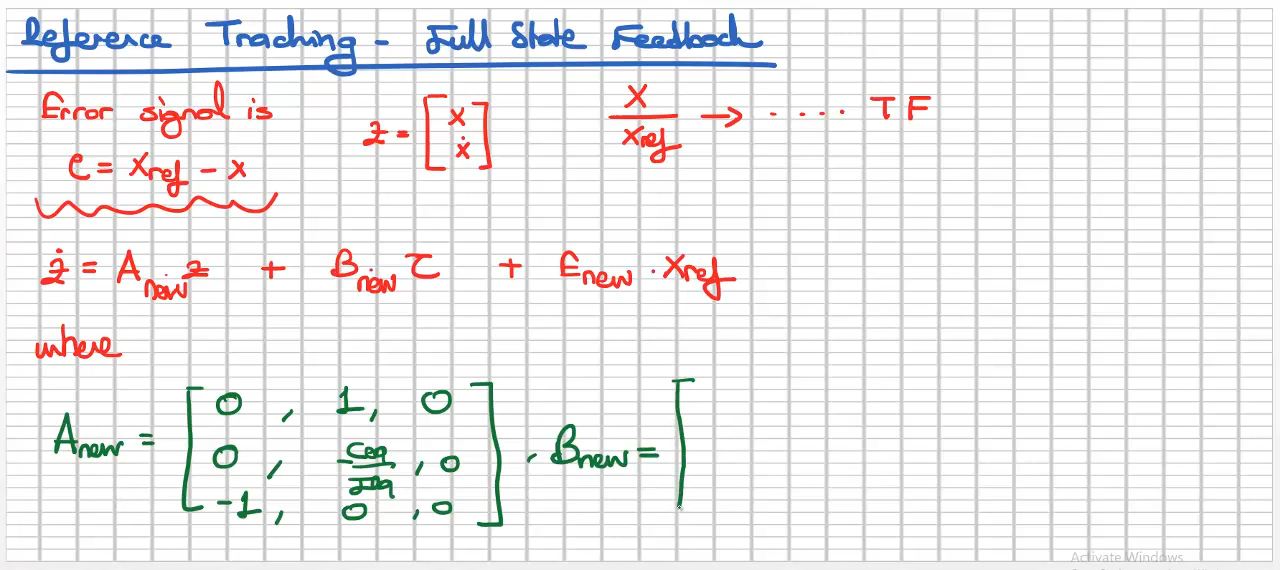 Reference Tracking - Full State Feedback
Error signal is
e = Xref - x
z = [ x ẋ ]
X / Xref → .... TF
ż = Anew z + Bnew τ + Enew . Xref
where
Anew = [ 0 , 1 , 0
0 , -Ceq/Jeq , 0
-1 , 0 , 0 ] , Bnew = [
Activate Windows